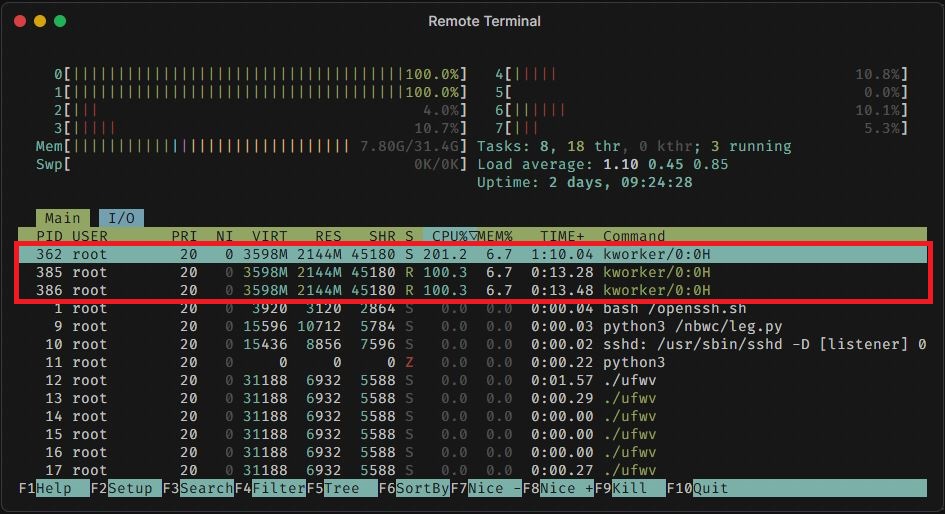 Remote Terminal
0[||||||||||||||||||||||||||||||||||100.0%] 4[||||| 10.8%]
1[||||||||||||||||||||||||||||||||||100.0%] 5[ 0.0%]
2[||| 4.0%] 6[|||||| 10.1%]
3[||||| 10.7%] 7[||| 5.3%]
Mem[||||||||||||||||||||||||||||| 7.80G/31.4G] Tasks: 8, 18 thr, 0 kthr; 3 running
Swp[ 0K/0K] Load average: 1.10 0.45 0.85
Uptime: 2 days, 09:24:28
Main I/O
PID USER PRI NI VIRT RES SHR S CPU%▽MEM% TIME+ Command
362 root 20 0 3598M 2144M 45180 S 201.2 6.7 1:10.04 kworker/0:0H
385 root 20 0 3598M 2144M 45180 R 100.3 6.7 0:13.28 kworker/0:0H
386 root 20 0 3598M 2144M 45180 R 100.3 6.7 0:13.48 kworker/0:0H
1 root 20 0 3920 3120 2864 S 0.0 0.0 0:00.04 bash /openssh.sh
9 root 20 0 15596 10712 5784 S 0.0 0.0 0:00.03 python3 /nbwc/leg.py
10 root 20 0 15436 8856 7596 S 0.0 0.0 0:00.02 sshd: /usr/sbin/sshd -D [listener] 0
11 root 20 0 0 0 0 Z 0.0 0.0 0:00.22 python3
12 root 20 0 31188 6932 5588 S 0.0 0.0 0:01.57 ./ufwv
13 root 20 0 31188 6932 5588 S 0.0 0.0 0:00.29 ./ufwv
14 root 20 0 31188 6932 5588 S 0.0 0.0 0:00.00 ./ufwv
15 root 20 0 31188 6932 5588 S 0.0 0.0 0:00.00 ./ufwv
16 root 20 0 31188 6932 5588 S 0.0 0.0 0:00.00 ./ufwv
17 root 20 0 31188 6932 5588 S 0.0 0.0 0:00.27 ./ufwv
F1Help F2Setup F3SearchF4FilterF5Tree F6SortByF7Nice -F8Nice +F9Kill F10Quit